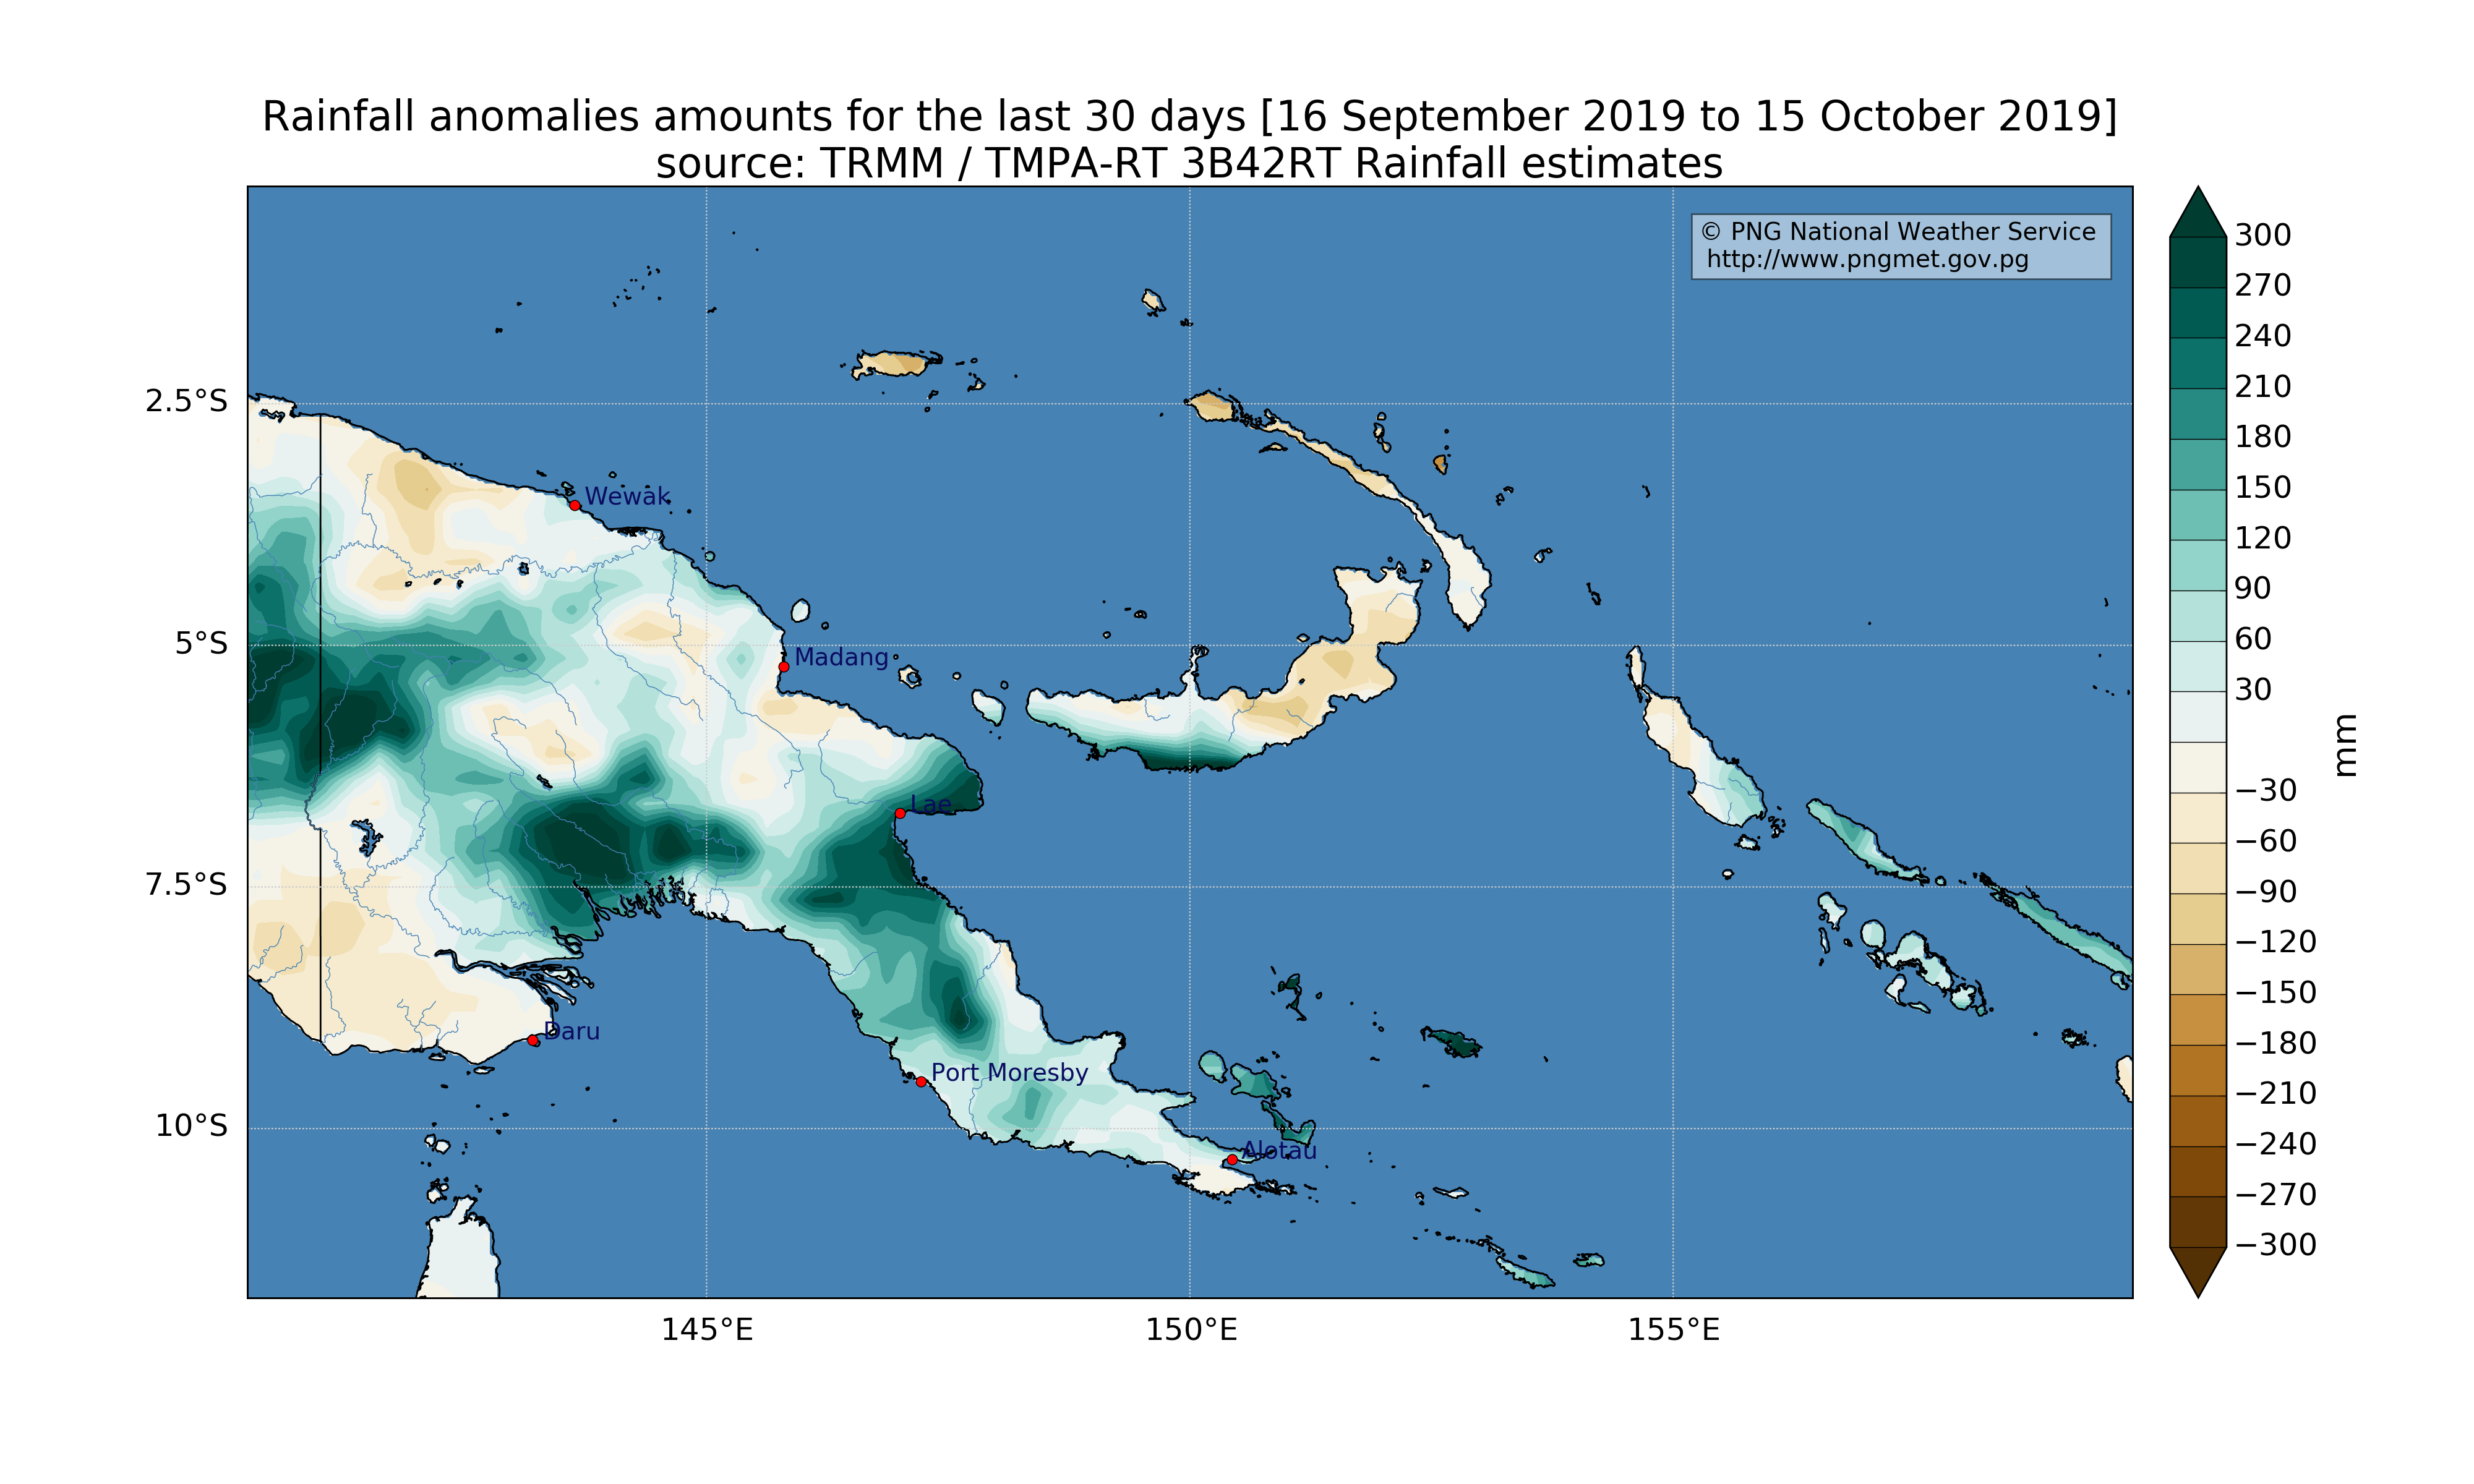 Rainfall anomalies amounts for the last 30 days [16 September 2019 to 15 October 2019]
source: TRMM / TMPA-RT 3B42RT Rainfall estimates
© PNG National Weather Service
http://www.pngmet.gov.pg
2.5°S
5°S
7.5°S
10°S
145°E
150°E
155°E
Wewak
Madang
Lae
Daru
Port Moresby
Alotau
300
270
240
210
180
150
120
90
60
30
−30
−60
−90
−120
−150
−180
−210
−240
−270
−300
mm